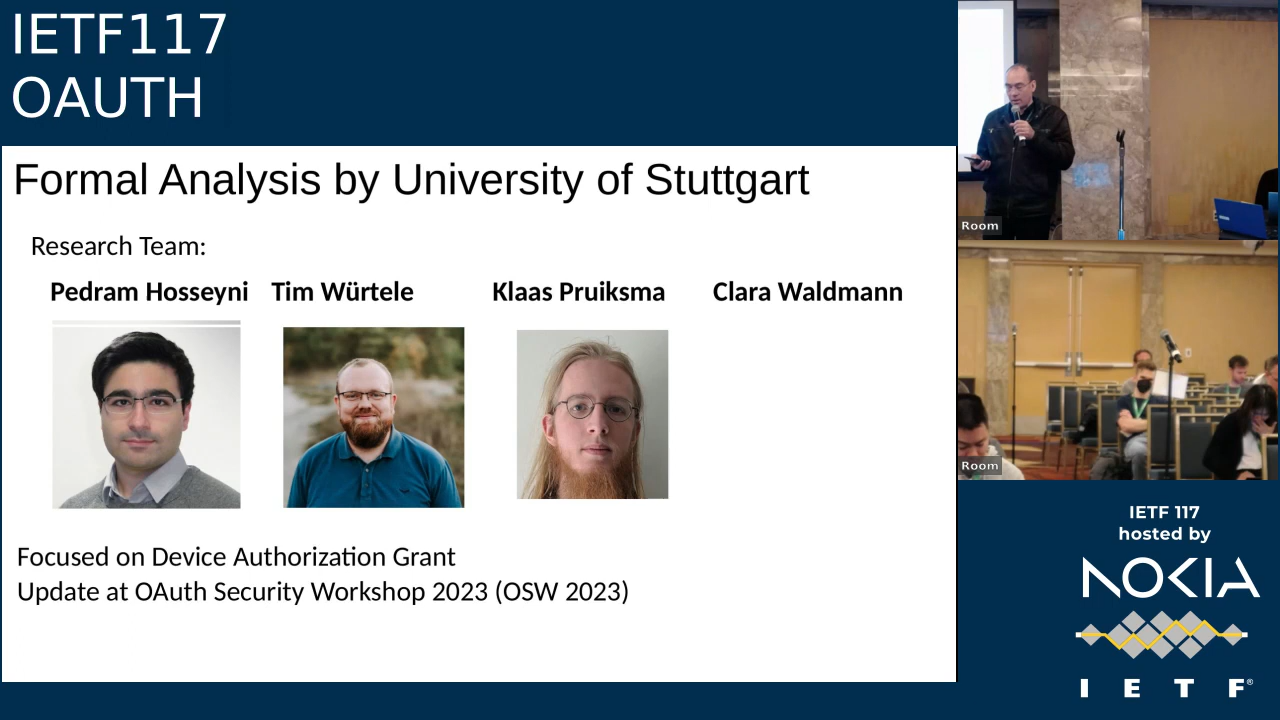 IETF117
OAUTH
Formal Analysis by University of Stuttgart
Research Team:
Pedram Hosseyni Tim Würtele Klaas Pruiksma Clara Waldmann
Focused on Device Authorization Grant
Update at OAuth Security Workshop 2023 (OSW 2023)
Room
Room
IETF 117
hosted by
NOKIA
I E T F®